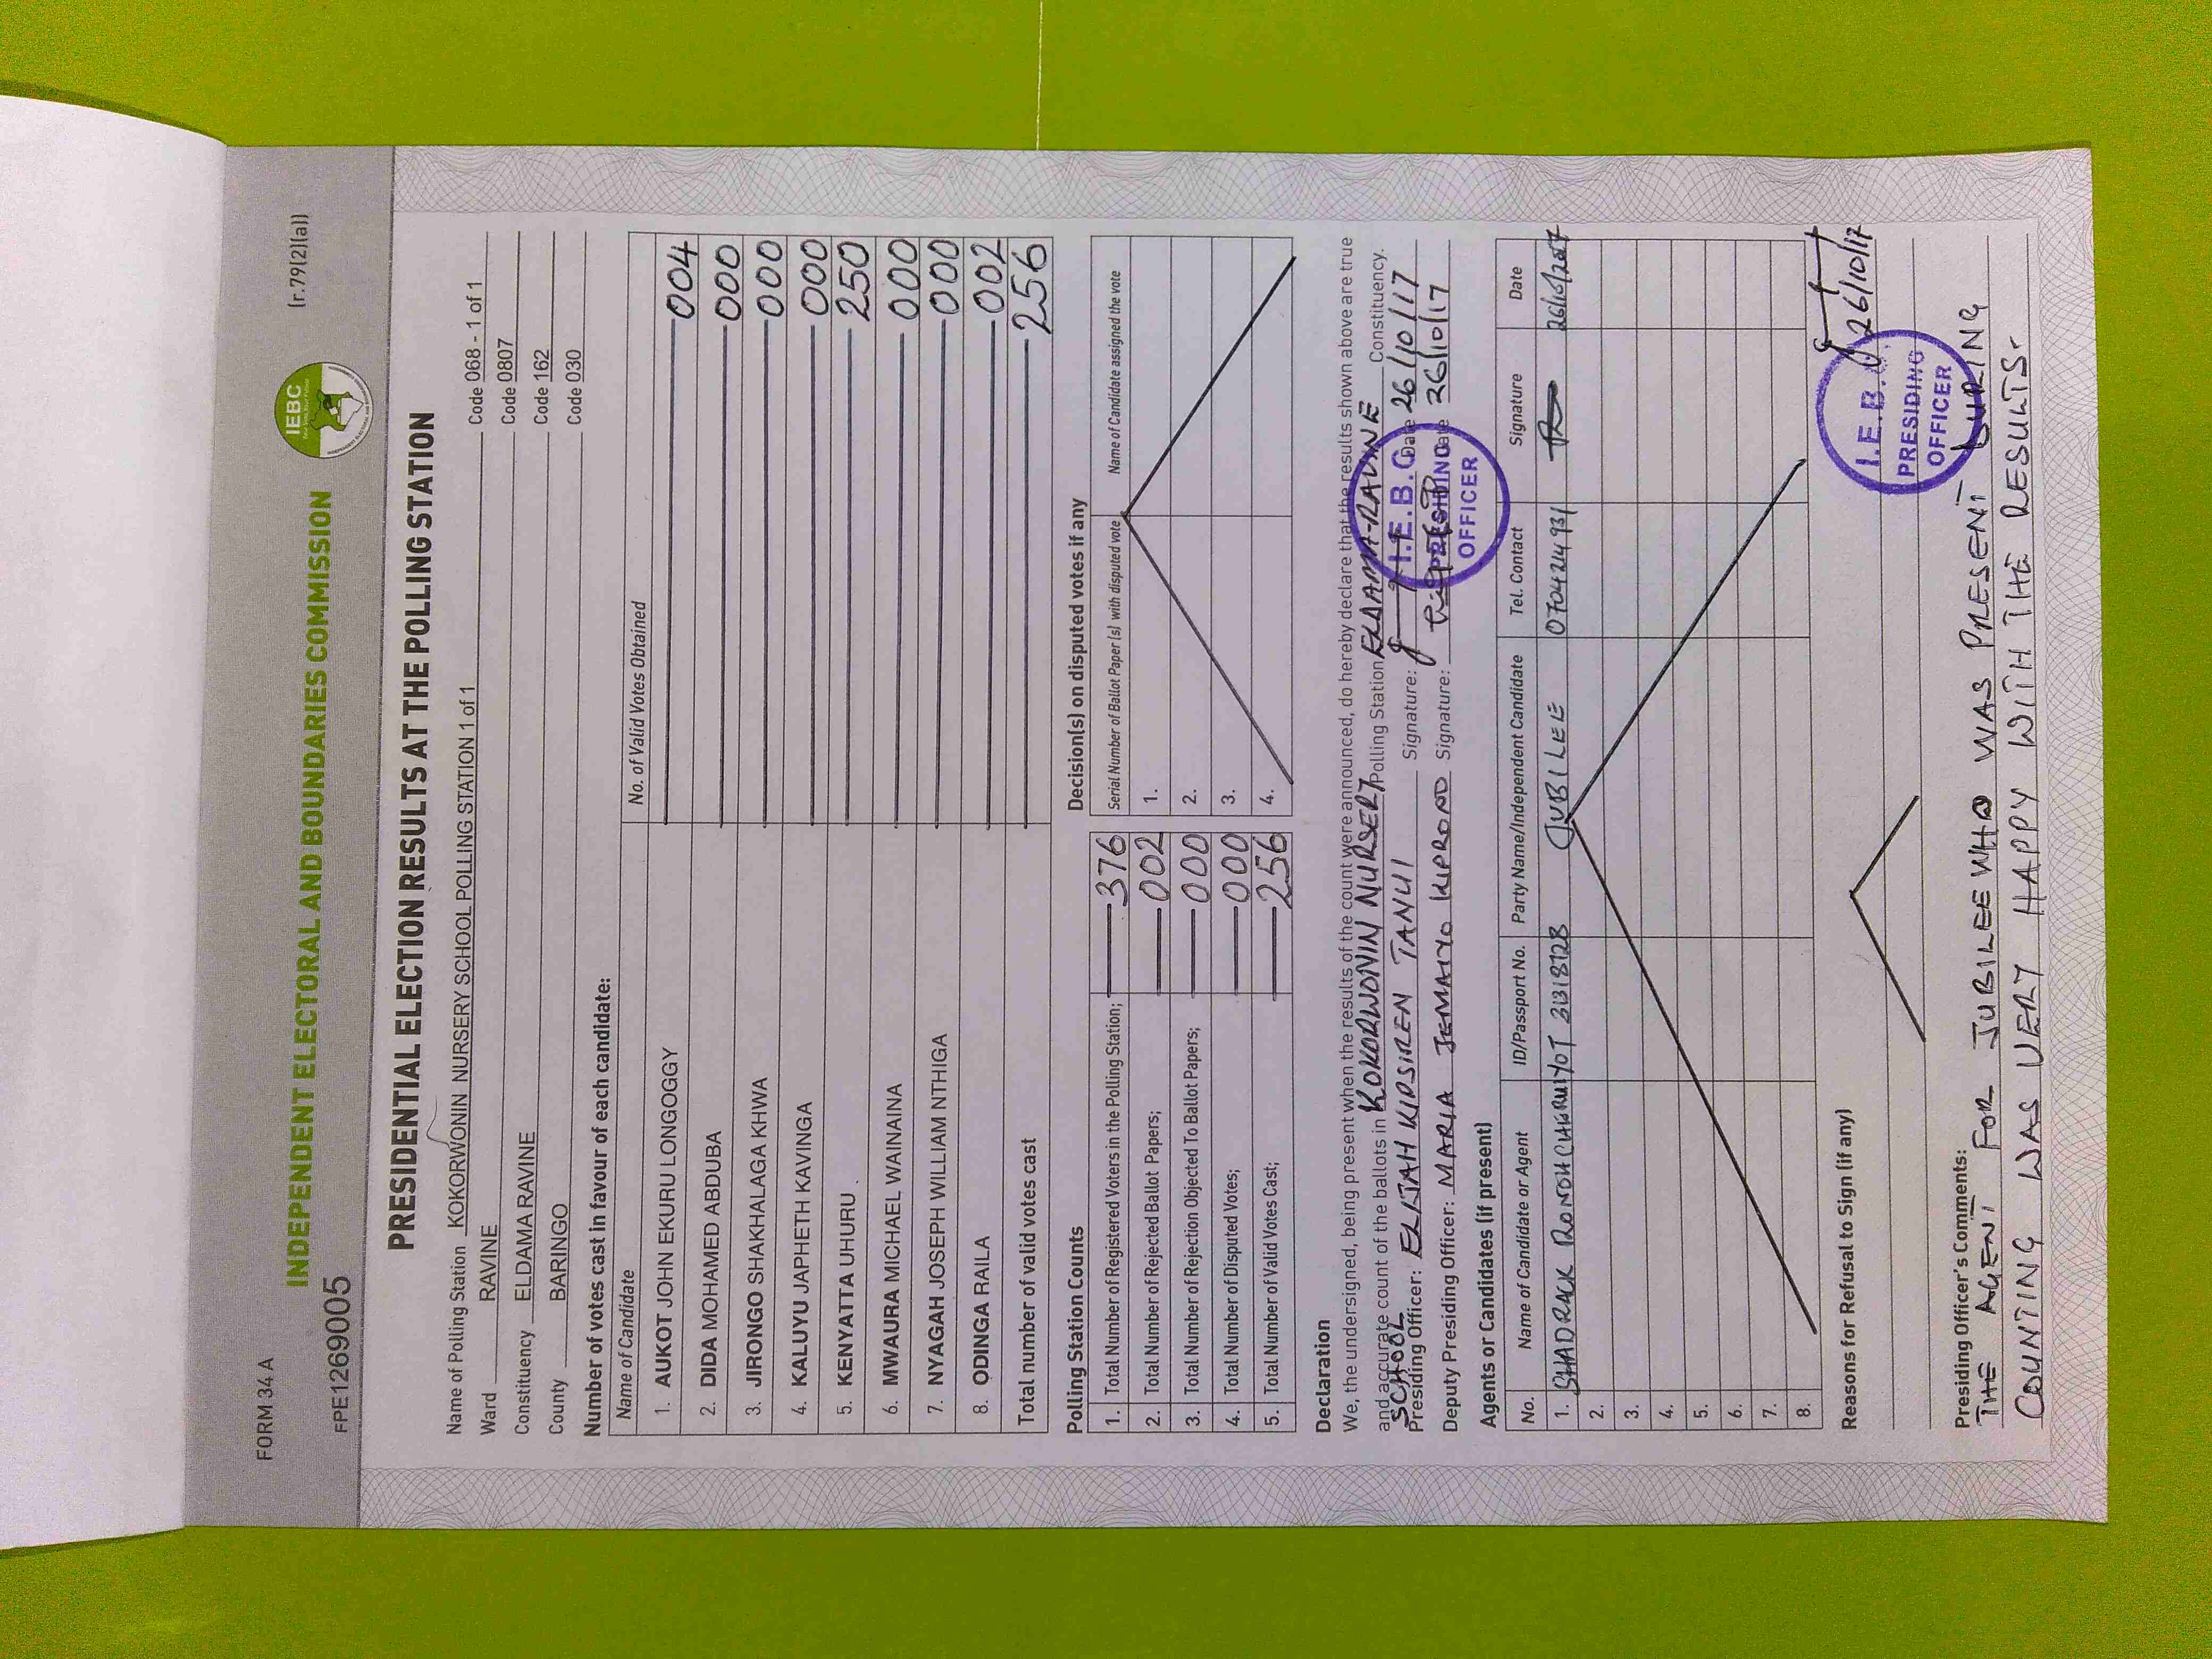 FORM 34 A
(r.79(2)(a))
IEBC
INDEPENDENT ELECTORAL AND BOUNDARIES COMMISSION
FPE1269005
PRESIDENTIAL ELECTION RESULTS AT THE POLLING STATION
Name of Polling Station KOKORWONIN NURSERY SCHOOL POLLING STATION 1 of 1 Code 068 - 1 of 1
Ward RAVINE Code 0807
Constituency ELDAMA RAVINE Code 162
County BARINGO Code 030
Number of votes cast in favour of each candidate:
Name of Candidate No. of Valid Votes Obtained
1. AUKOT JOHN EKURU LONGOGGY 004
2. DIDA MOHAMED ABDUBA 000
3. JIRONGO SHAKHALAGA KHWA 000
4. KALUYU JAPHETH KAVINGA 000
5. KENYATTA UHURU 250
6. MWAURA MICHAEL WAINAINA 000
7. NYAGAH JOSEPH WILLIAM NTHIGA 000
8. ODINGA RAILA 002
Total number of valid votes cast 256
Polling Station Counts
1. Total Number of Registered Voters in the Polling Station; 376
2. Total Number of Rejected Ballot Papers; 002
3. Total Number of Rejection Objected To Ballot Papers; 000
4. Total Number of Disputed Votes; 000
5. Total Number of Valid Votes Cast; 256
Decision(s) on disputed votes if any
Serial Number of Ballot Paper (s) with disputed vote Name of Candidate assigned the vote
1.
2.
3.
4.
Declaration
We, the undersigned, being present when the results of the count were announced, do hereby declare that the results shown above are true
and accurate count of the ballots in KOKORWONIN NURSERY Polling Station ELDAMA-RAVINE Constituency.
SCHOOL
Presiding Officer: ELIJAH KIPSIREN TANUI Signature: Date 26/10/17
Deputy Presiding Officer: MARIA JEMAIYO KIPRONO Signature: Date 26/10/17
I.E.B.C
PRESIDING
OFFICER
Agents or Candidates (if present)
No. Name of Candidate or Agent ID/Passport No. Party Name/Independent Candidate Tel. Contact Signature Date
1. SHADRACK RONOH CHERUIYOT 31318728 JUBILEE 0704244931 26/10/2017
2.
3.
4.
5.
6.
7.
8.
Reasons for Refusal to Sign (if any)
26/10/17
I.E.B.C
PRESIDING
OFFICER
Presiding Officer's Comments:
THE AGENT FOR JUBILEE WHO WAS PRESENT DURING
COUNTING WAS VERY HAPPY WITH THE RESULTS.